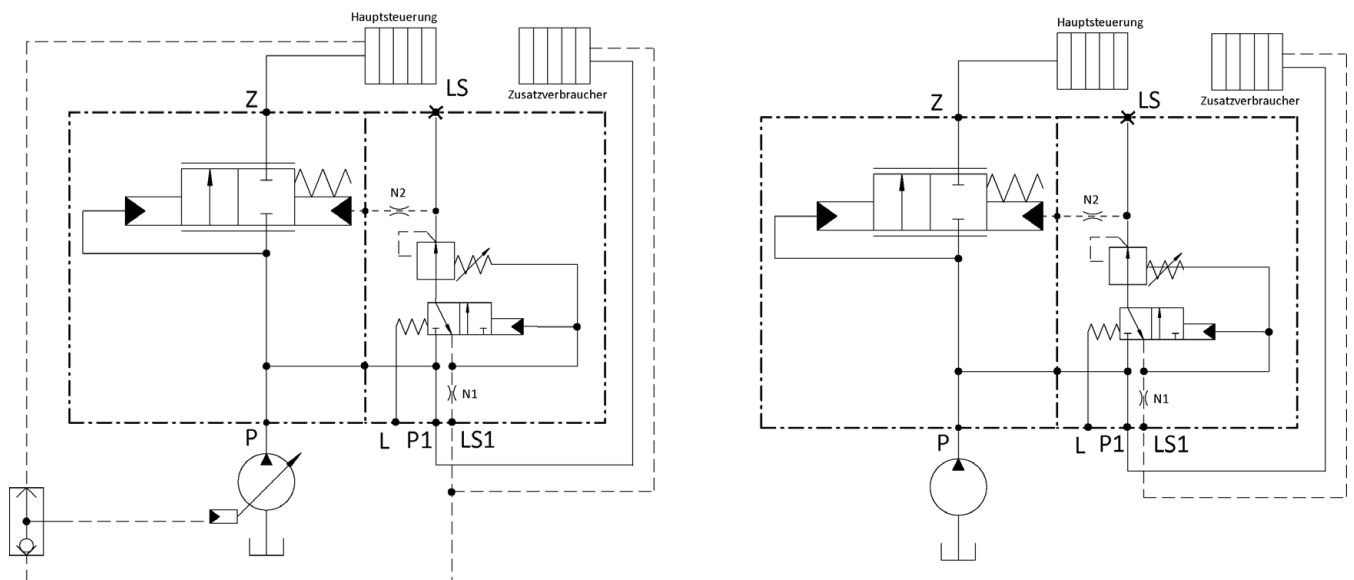 Hauptsteuerung
Zusatzverbraucher
Z
LS
N2
N1
P
L
P1
LS1
Hauptsteuerung
Zusatzverbraucher
Z
LS
N2
N1
P
L
P1
LS1